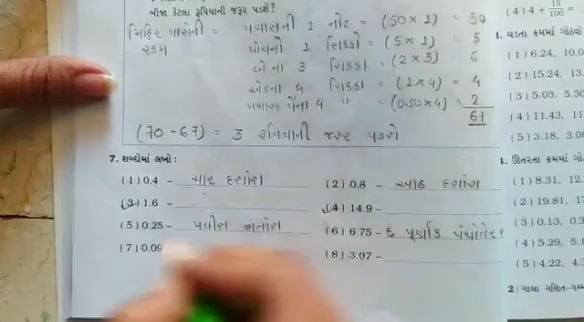 બીજા કેટલા રૂપિયાની જરૂર પડશે?
મિહિર પાસેની = પચાસની 1 નોટ = (50 × 1) = 50
રકમ પાંચનો 1 સિક્કો = (5 × 1) = 5
બે ના 3 સિક્કા = (2 × 3) 6
એકના 4 સિક્કા = (1 × 4) = 4
પચાસ પૈના 4 " = (0.50 × 4) = 2
67
(70 - 67) = 3 રૂપિયાની જરૂર પડશે
7. શબ્દોમાં લખો :
(1) 0.4 - ચાર દશાંશ
(2) 0.8 - આઠ દશાંશ
(3) 1.6 -
(4) 14.9 -
(5) 0.25 - પચીસ શતાંશ
(6) 6.75 - ૬ પૂર્ણાંક પંચોતેર
(7) 0.09
(8) 3.07 -
(4) 4 + 15/100 =
1. ચડતા ક્રમમાં ગોઠવો
(1) 6.24, 10.0
(2) 15.24, 13.
(3) 5.03, 5.30
(4) 11.43, 11
(5) 3.18, 3.0
ઊતરતા ક્રમમાં ગો
(1) 8.31, 12.
(2) 19.81, 17
(3) 0.13, 0.3
(4) 5.29, 5.1
(5) 4.22, 4.3
2 : ગાલા ગણિત-ગમ્મ